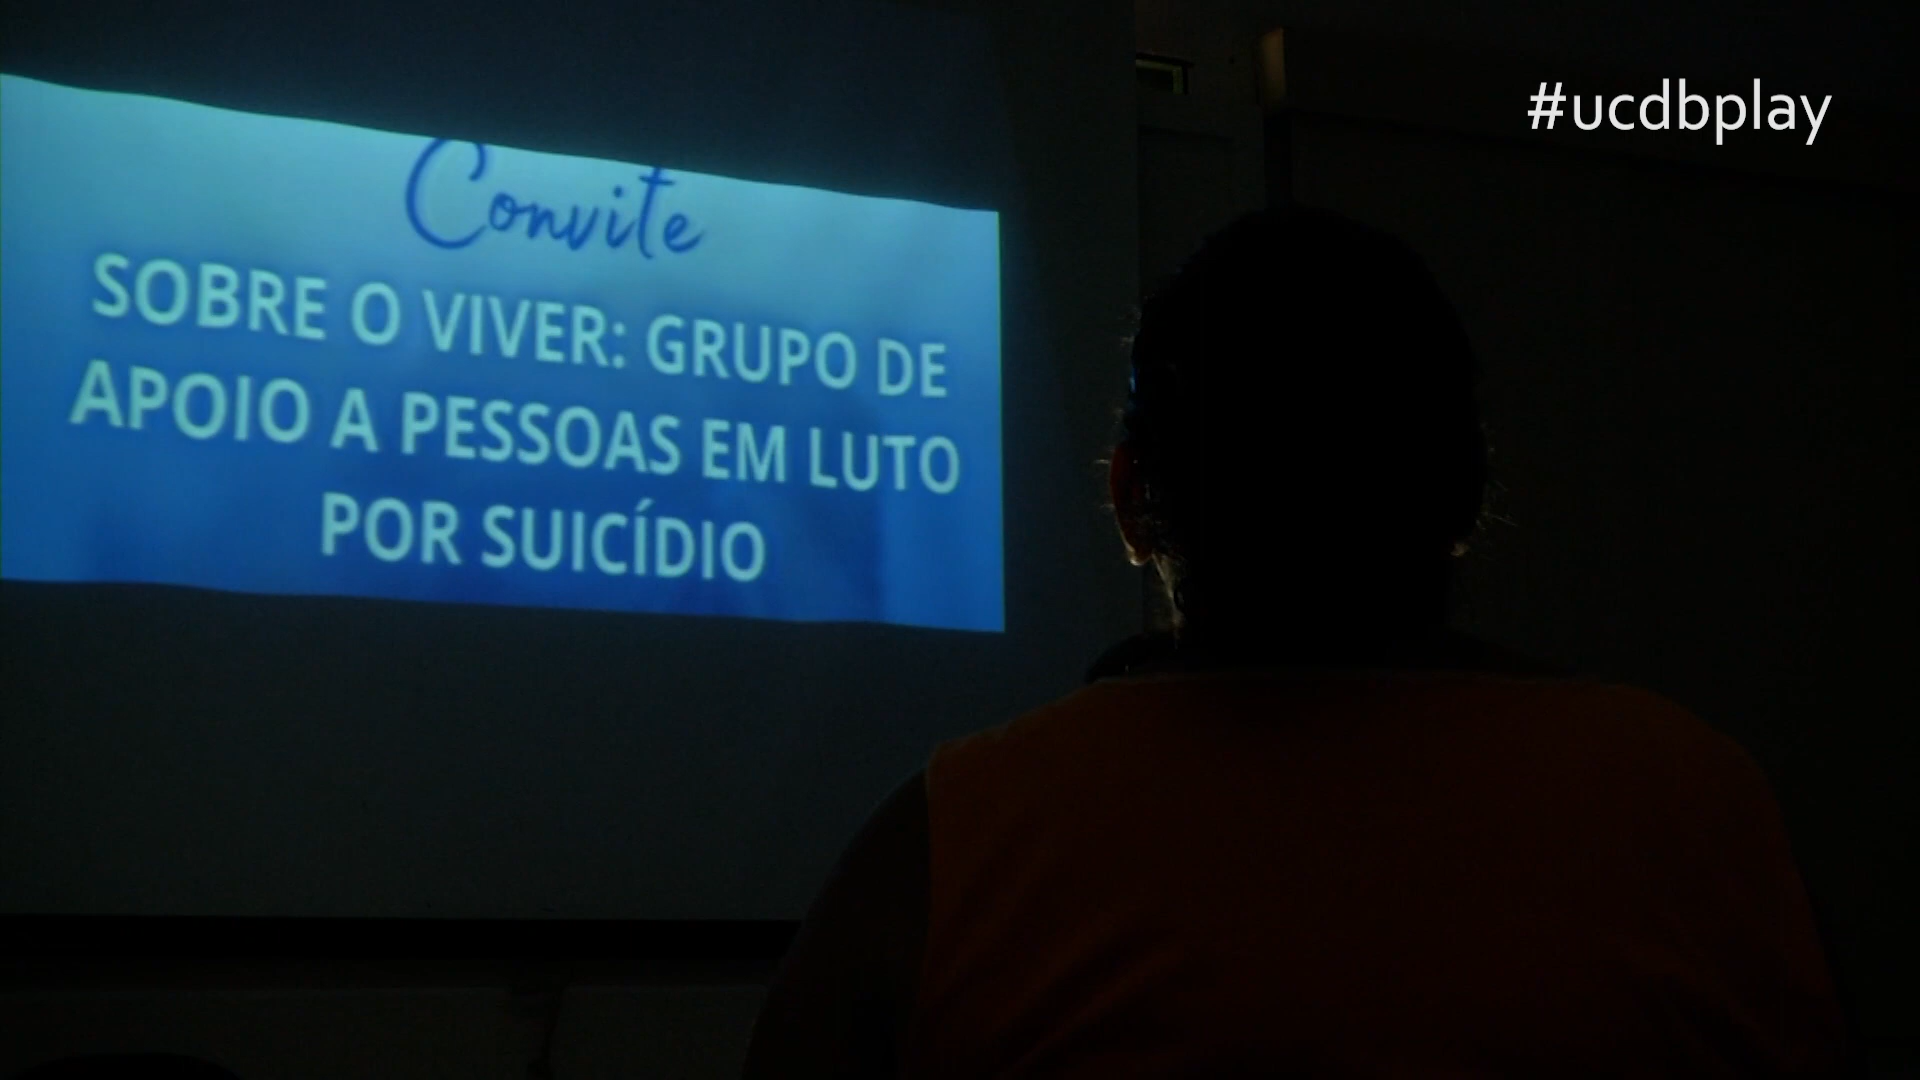 #ucdbplay
Convite
SOBRE O VIVER: GRUPO DE
APOIO A PESSOAS EM LUTO
POR SUICÍDIO